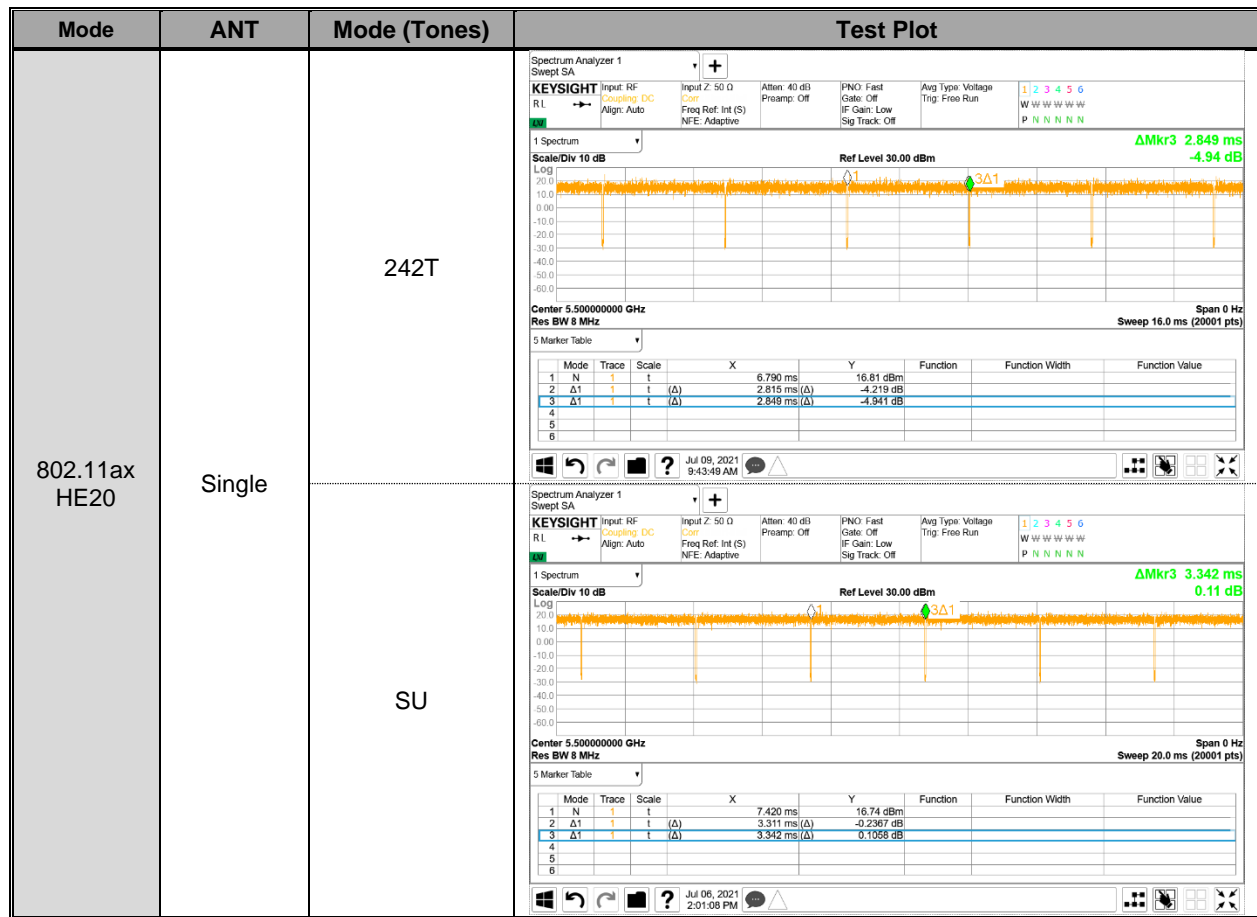 Mode ANT Mode (Tones) Test Plot
802.11ax
HE20
Single
242T
Spectrum Analyzer 1
Swept SA
+
KEYSIGHT Input: RF Input Z: 50 Ω Atten: 40 dB PNO: Fast Avg Type: Voltage 1 2 3 4 5 6
RL Coupling: DC Corr Preamp: Off Gate: Off Trig: Free Run W W W W W W
Align: Auto Freq Ref: Int (S) IF Gain: Low
LXI NFE: Adaptive Sig Track: Off P N N N N N
1 Spectrum ΔMkr3 2.849 ms
Scale/Div 10 dB Ref Level 30.00 dBm -4.94 dB
Log
20.0
10.0
0.00
-10.0
-20.0
-30.0
-40.0
-50.0
-60.0
1 3Δ1
Center 5.500000000 GHz Span 0 Hz
Res BW 8 MHz Sweep 16.0 ms (20001 pts)
5 Marker Table
Mode Trace Scale X Y Function Function Width Function Value
1 N 1 t 6.790 ms 16.81 dBm
2 Δ1 1 t (Δ) 2.815 ms (Δ) -4.219 dB
3 Δ1 1 t (Δ) 2.849 ms (Δ) -4.941 dB
4
5
6
? Jul 09, 2021
9:43:49 AM
SU
Spectrum Analyzer 1
Swept SA
+
KEYSIGHT Input: RF Input Z: 50 Ω Atten: 40 dB PNO: Fast Avg Type: Voltage 1 2 3 4 5 6
RL Coupling: DC Corr Preamp: Off Gate: Off Trig: Free Run W W W W W W
Align: Auto Freq Ref: Int (S) IF Gain: Low
LXI NFE: Adaptive Sig Track: Off P N N N N N
1 Spectrum ΔMkr3 3.342 ms
Scale/Div 10 dB Ref Level 30.00 dBm 0.11 dB
Log
20.0
10.0
0.00
-10.0
-20.0
-30.0
-40.0
-50.0
-60.0
1 3Δ1
Center 5.500000000 GHz Span 0 Hz
Res BW 8 MHz Sweep 20.0 ms (20001 pts)
5 Marker Table
Mode Trace Scale X Y Function Function Width Function Value
1 N 1 t 7.420 ms 16.74 dBm
2 Δ1 1 t (Δ) 3.311 ms (Δ) -0.2367 dB
3 Δ1 1 t (Δ) 3.342 ms (Δ) 0.1058 dB
4
5
6
? Jul 06, 2021
2:01:08 PM